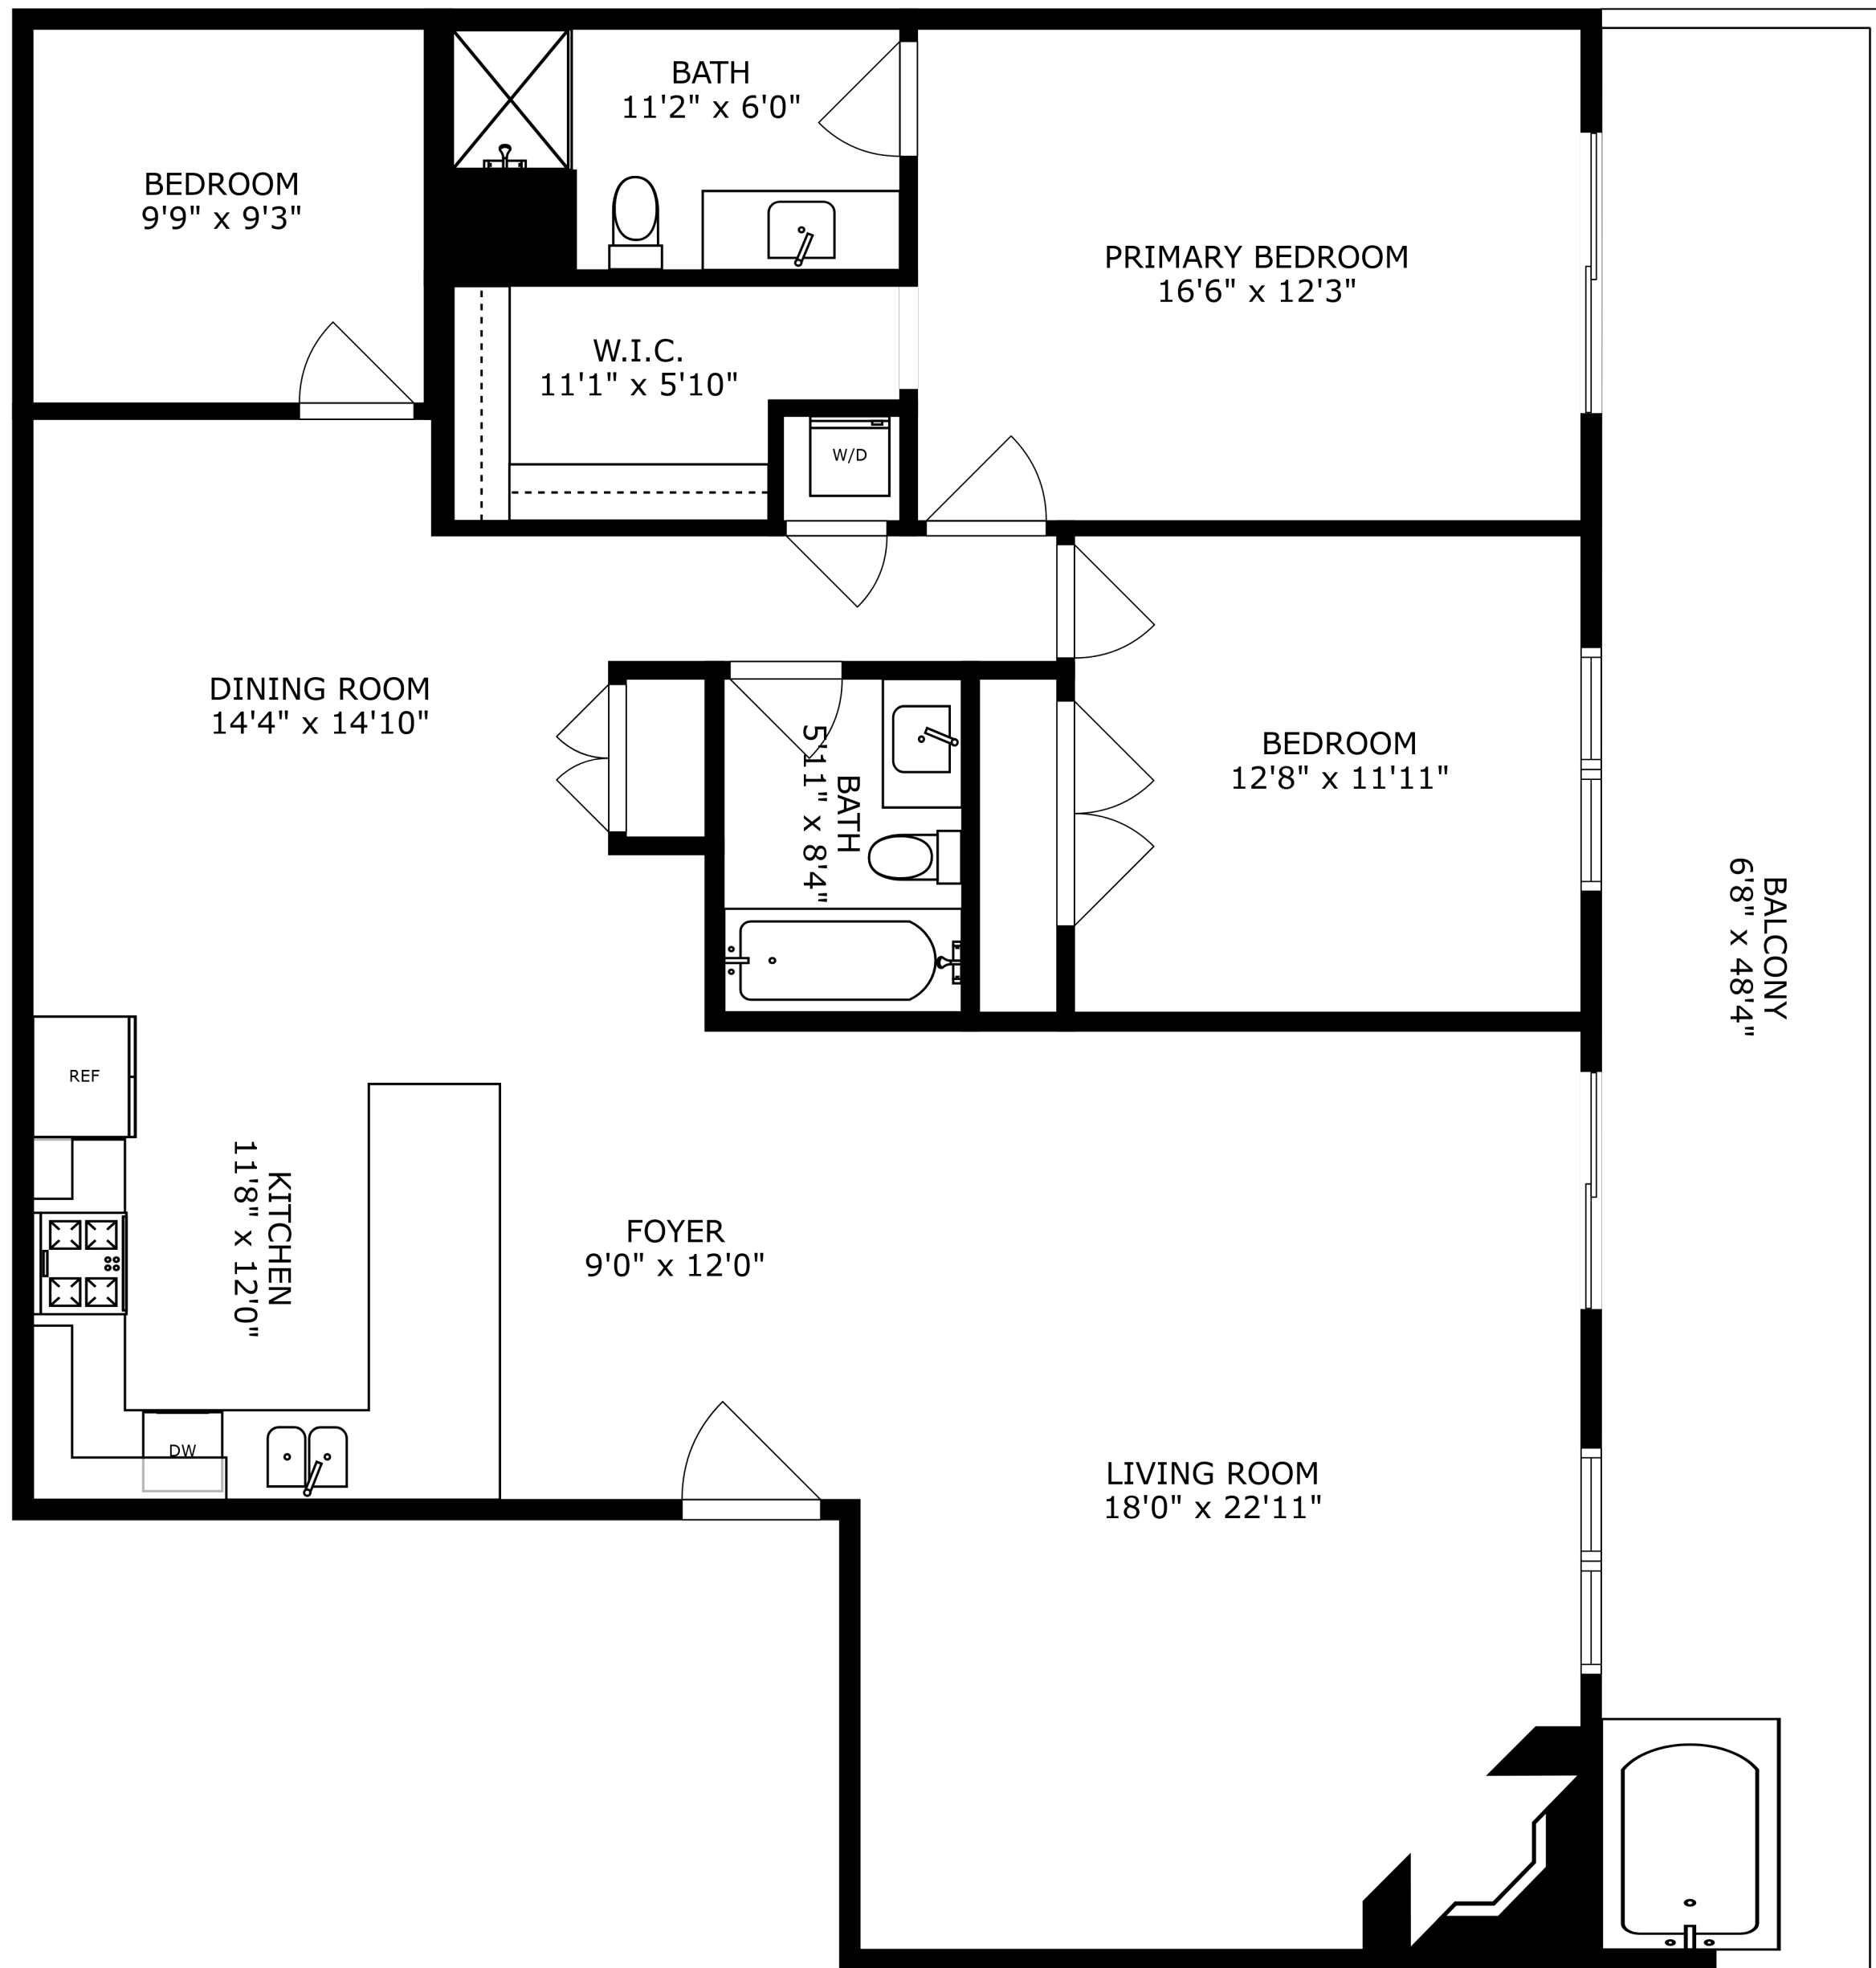 BATH
11'2" x 6'0"
BEDROOM
9'9" x 9'3"
PRIMARY BEDROOM
16'6" x 12'3"
W.I.C.
11'1" x 5'10"
W/D
DINING ROOM
14'4" x 14'10"
BATH
5'11" x 8'4"
BEDROOM
12'8" x 11'11"
BALCONY
6'8" x 48'4"
REF
KITCHEN
11'8" x 12'0"
FOYER
9'0" x 12'0"
DW
LIVING ROOM
18'0" x 22'11"